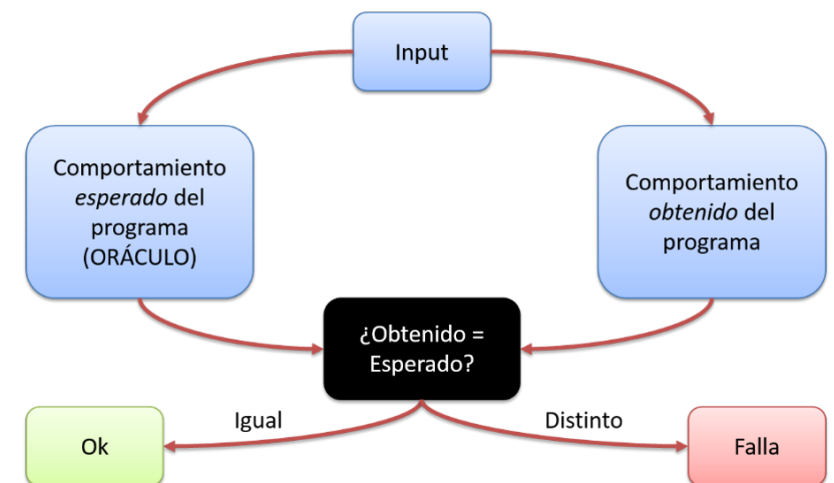 Input
Comportamiento
esperado del
programa
(ORÁCULO)
Comportamiento
obtenido del
programa
¿Obtenido =
Esperado?
Igual
Distinto
Ok
Falla